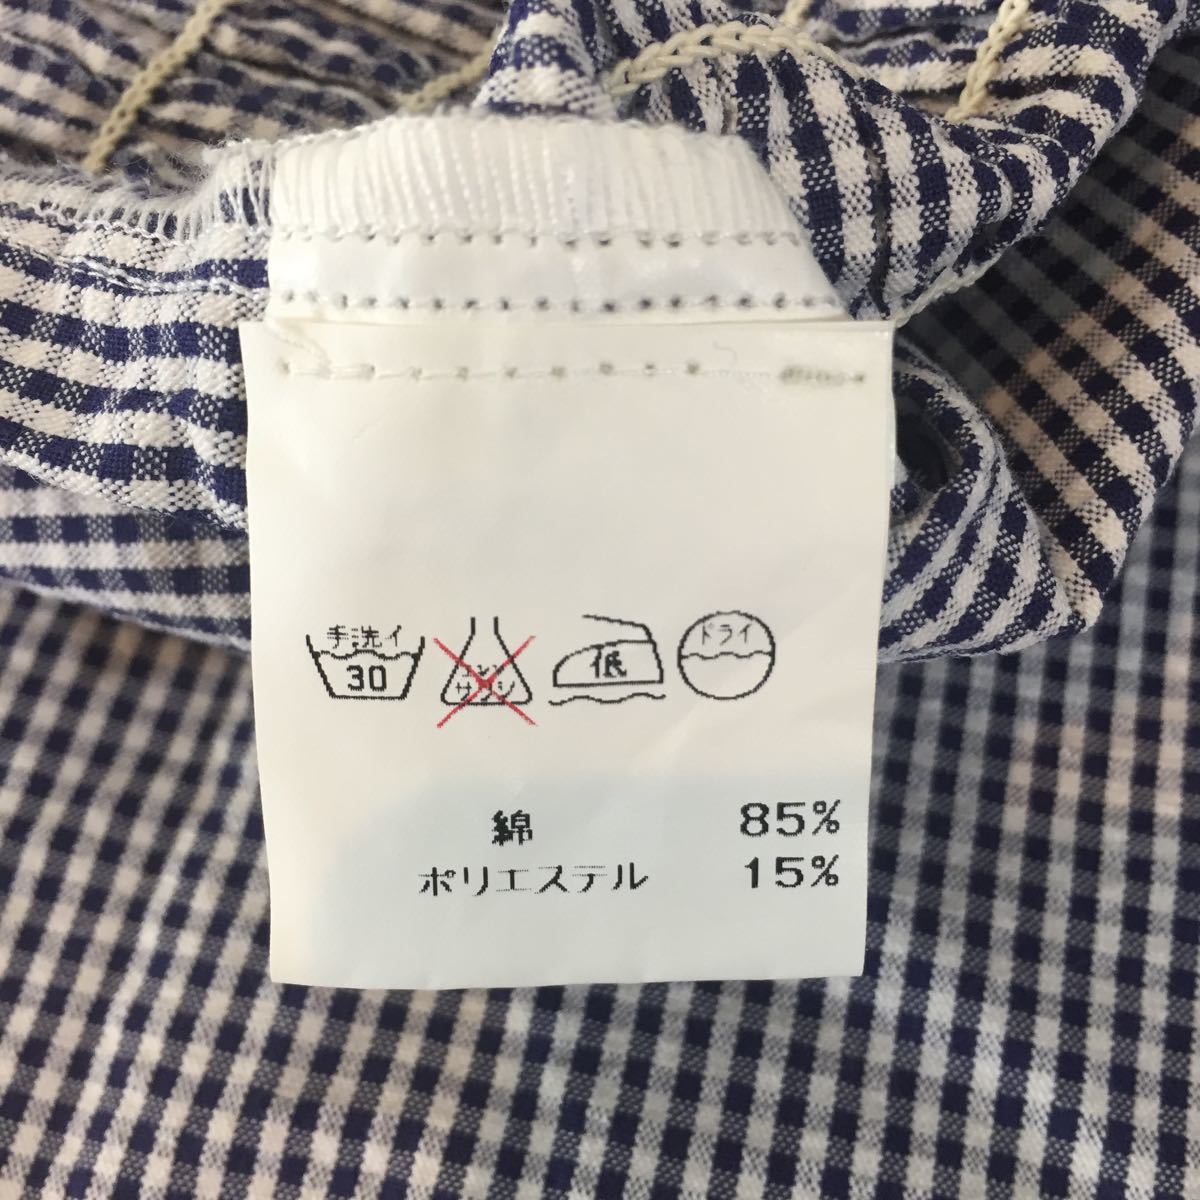 手洗イ 30 エンソサラシ 低 ドライ
綿 85%
ポリエステル 15%